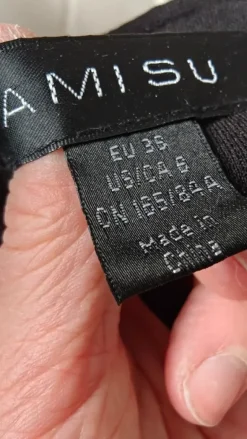 AMISU
EU 36
US/CA 6
CN 165/84A
Made in
China